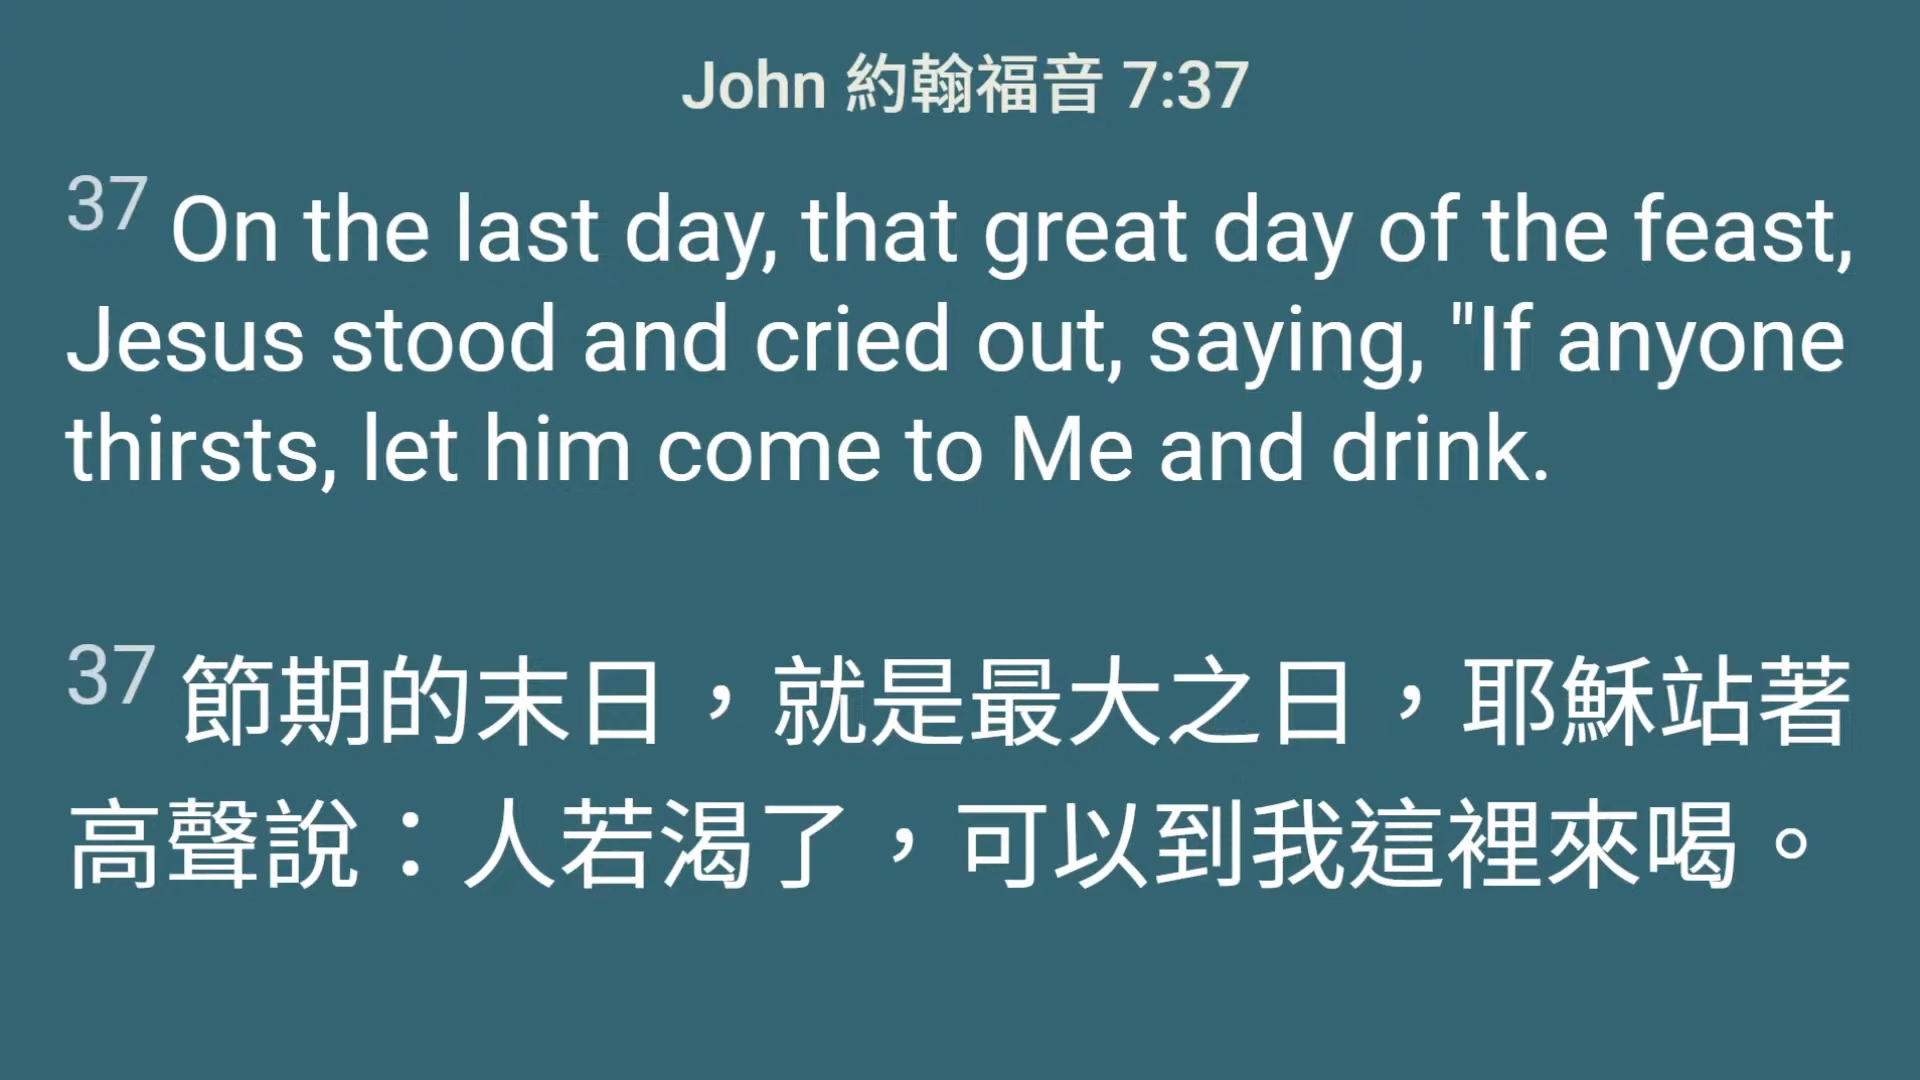 John 約翰福音 7:37
37 On the last day, that great day of the feast,
Jesus stood and cried out, saying, "If anyone
thirsts, let him come to Me and drink.
37 節期的末日，就是最大之日，耶穌站著
高聲說：人若渴了，可以到我這裡來喝。